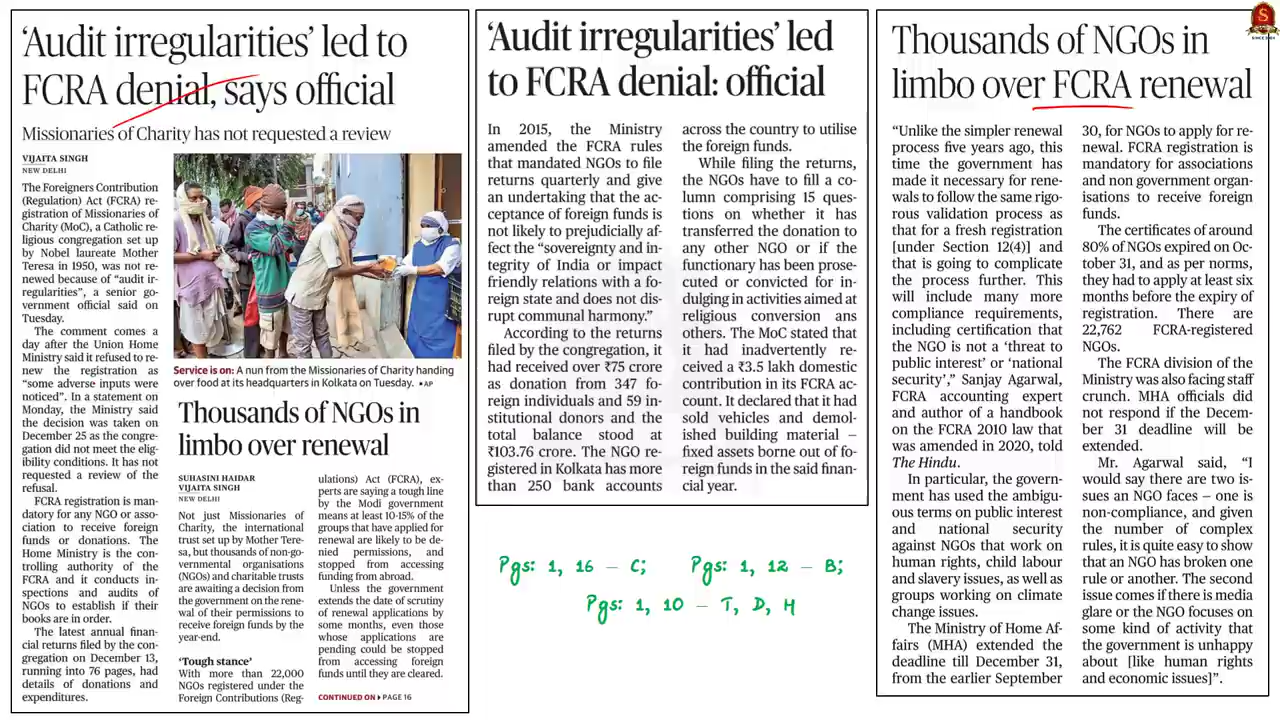 ‘Audit irregularities’ led to
FCRA denial, says official
Missionaries of Charity has not requested a review
VIJAITA SINGH
NEW DELHI
The Foreigners Contribution
(Regulation) Act (FCRA) re-
gistration of Missionaries of
Charity (MoC), a Catholic re-
ligious congregation set up
by Nobel laureate Mother
Teresa in 1950, was not re-
newed because of “audit ir-
regularities”, a senior go-
vernment official said on
Tuesday.
The comment comes a
day after the Union Home
Ministry said it refused to re-
new the registration as
“some adverse inputs were
noticed”. In a statement on
Monday, the Ministry said
the decision was taken on
December 25 as the congre-
gation did not meet the elig-
ibility conditions. It has not
requested a review of the
refusal.
FCRA registration is man-
datory for any NGO or asso-
ciation to receive foreign
funds or donations. The
Home Ministry is the con-
trolling authority of the
FCRA and it conducts in-
spections and audits of
NGOs to establish if their
books are in order.
The latest annual finan-
cial returns filed by the con-
gregation on December 13,
running into 76 pages, had
details of donations and
expenditures.
Service is on: A nun from the Missionaries of Charity handing
over food at its headquarters in Kolkata on Tuesday. • AP
Thousands of NGOs in
limbo over renewal
SUHASINI HAIDAR
VIJAITA SINGH
NEW DELHI
Not just Missionaries of
Charity, the international
trust set up by Mother Tere-
sa, but thousands of non-go-
vernmental organisations
(NGOs) and charitable trusts
are awaiting a decision from
the government on the rene-
wal of their permissions to
receive foreign funds by the
year-end.
‘Tough stance’
With more than 22,000
NGOs registered under the
Foreign Contributions (Reg-
ulations) Act (FCRA), ex-
perts are saying a tough line
by the Modi government
means at least 10-15% of the
groups that have applied for
renewal are likely to be de-
nied permissions, and
stopped from accessing
funding from abroad.
Unless the government
extends the date of scrutiny
of renewal applications by
some months, even those
whose applications are
pending could be stopped
from accessing foreign
funds until they are cleared.
CONTINUED ON ▸ PAGE 16
‘Audit irregularities’ led
to FCRA denial: official
In 2015, the Ministry
amended the FCRA rules
that mandated NGOs to file
returns quarterly and give
an undertaking that the ac-
ceptance of foreign funds is
not likely to prejudicially af-
fect the “sovereignty and in-
tegrity of India or impact
friendly relations with a fo-
reign state and does not dis-
rupt communal harmony.”
According to the returns
filed by the congregation, it
had received over ₹75 crore
as donation from 347 fo-
reign individuals and 59 in-
stitutional donors and the
total balance stood at
₹103.76 crore. The NGO re-
gistered in Kolkata has more
than 250 bank accounts
across the country to utilise
the foreign funds.
While filing the returns,
the NGOs have to fill a co-
lumn comprising 15 ques-
tions on whether it has
transferred the donation to
any other NGO or if the
functionary has been prose-
cuted or convicted for in-
dulging in activities aimed at
religious conversion ans
others. The MoC stated that
it had inadvertently re-
ceived a ₹3.5 lakh domestic
contribution in its FCRA ac-
count. It declared that it had
sold vehicles and demol-
ished building material –
fixed assets borne out of fo-
reign funds in the said finan-
cial year.
Pgs: 1, 16 – C; Pgs: 1, 12 – B;
Pgs: 1, 10 – T, D, H
Thousands of NGOs in
limbo over FCRA renewal
“Unlike the simpler renewal
process five years ago, this
time the government has
made it necessary for rene-
wals to follow the same rigo-
rous validation process as
that for a fresh registration
[under Section 12(4)] and
that is going to complicate
the process further. This
will include many more
compliance requirements,
including certification that
the NGO is not a ‘threat to
public interest’ or ‘national
security’,” Sanjay Agarwal,
FCRA accounting expert
and author of a handbook
on the FCRA 2010 law that
was amended in 2020, told
The Hindu.
In particular, the govern-
ment has used the ambigu-
ous terms on public interest
and national security
against NGOs that work on
human rights, child labour
and slavery issues, as well as
groups working on climate
change issues.
The Ministry of Home Af-
fairs (MHA) extended the
deadline till December 31,
from the earlier September
30, for NGOs to apply for re-
newal. FCRA registration is
mandatory for associations
and non government organ-
isations to receive foreign
funds.
The certificates of around
80% of NGOs expired on Oc-
tober 31, and as per norms,
they had to apply at least six
months before the expiry of
registration. There are
22,762 FCRA-registered
NGOs.
The FCRA division of the
Ministry was also facing staff
crunch. MHA officials did
not respond if the Decem-
ber 31 deadline will be
extended.
Mr. Agarwal said, “I
would say there are two is-
sues an NGO faces – one is
non-compliance, and given
the number of complex
rules, it is quite easy to show
that an NGO has broken one
rule or another. The second
issue comes if there is media
glare or the NGO focuses on
some kind of activity that
the government is unhappy
about [like human rights
and economic issues]”.